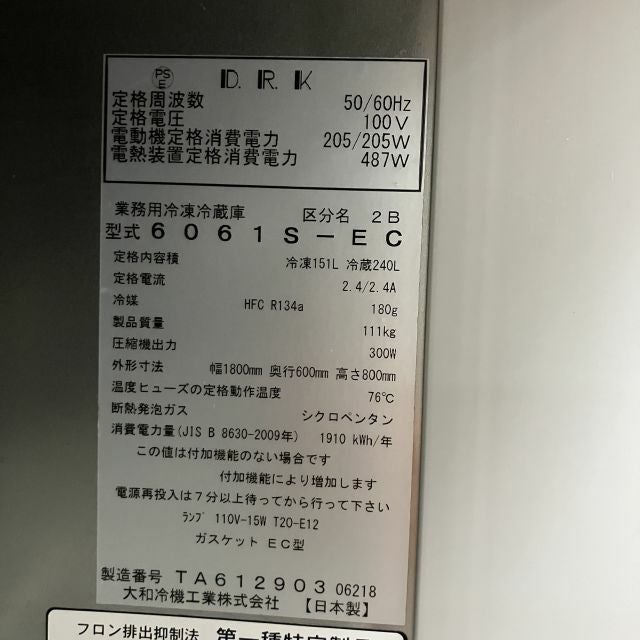 PS E D.R.K
定格周波数 50/60Hz
定格電圧 100V
電動機定格消費電力 205/205W
電熱装置定格消費電力 487W
業務用冷凍冷蔵庫 区分名 2B
型式 6061S-EC
定格内容積 冷凍151L 冷蔵240L
定格電流 2.4/2.4A
冷媒 HFC R134a 180g
製品質量 111kg
圧縮機出力 300W
外形寸法 幅1800mm 奥行600mm 高さ800mm
温度ヒューズの定格動作温度 76℃
断熱発泡ガス シクロペンタン
消費電力量(JIS B 8630-2009年) 1910 kWh/年
この値は付加機能のない場合です
付加機能により増加します
電源再投入は7分以上待ってから行って下さい
ランプ 110V-15W T20-E12
ガスケット EC型
製造番号 TA612903 06218
大和冷機工業株式会社 【日本製】
フロン排出抑制法 第一種特定製